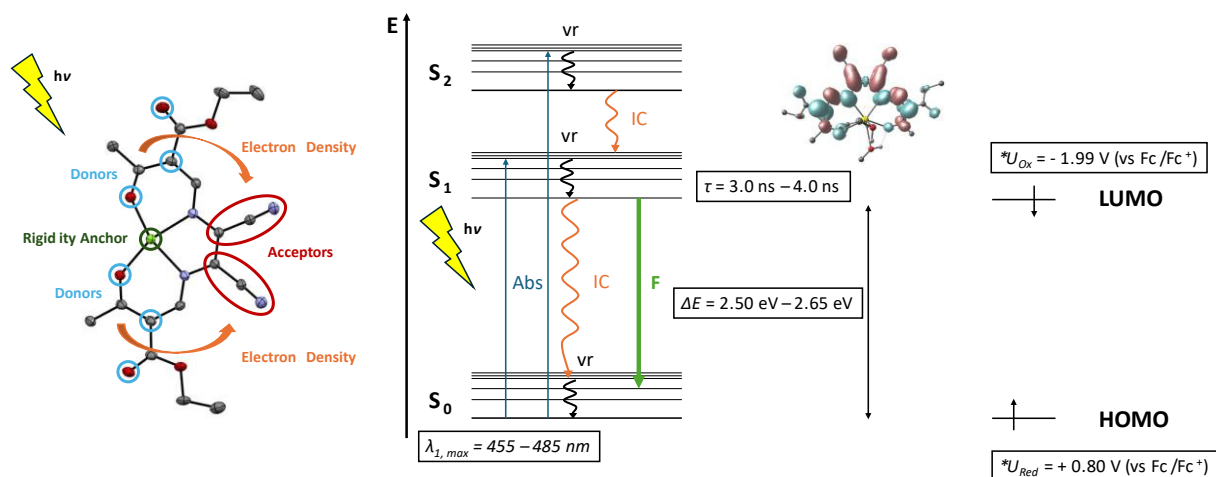 hν
Donors
Electron Density
Rigidity Anchor
Acceptors
Donors
Electron Density
E
vr
S2
IC
vr
S1
hν
Abs
IC
F
vr
S0
λ1, max = 455 – 485 nm
τ = 3.0 ns – 4.0 ns
ΔE = 2.50 eV – 2.65 eV
*UOx = - 1.99 V (vs Fc/Fc+)
LUMO
HOMO
*URed = + 0.80 V (vs Fc/Fc+)